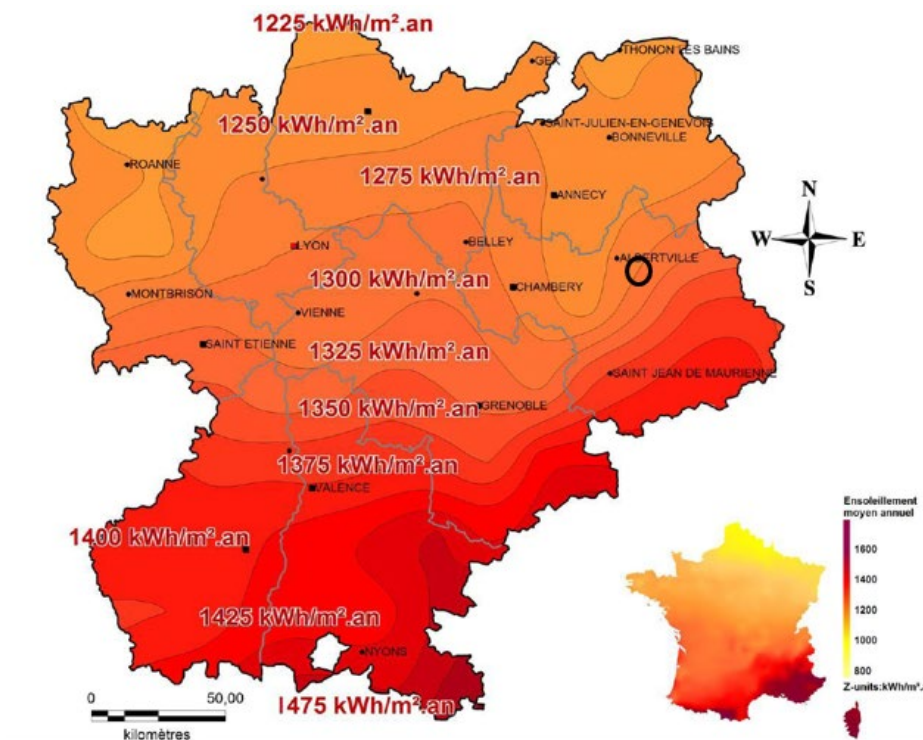 1225 kWh/m².an
THONON LES BAINS
GEX
1250 kWh/m².an
SAINT-JULIEN-EN-GENEVOIS
BONNEVILLE
ROANNE
1275 kWh/m².an
ANNECY
N
W
E
S
LYON
BELLEY
ALBERTVILLE
1300 kWh/m².an
CHAMBERY
MONTBRISON
VIENNE
SAINT ETIENNE
1325 kWh/m².an
SAINT JEAN DE MAURIENNE
1350 kWh/m².an
GRENOBLE
1375 kWh/m².an
VALENCE
1400 kWh/m².an
1425 kWh/m².an
NYONS
1475 kWh/m².an
0
50,00
kilomètres
Ensoleillement
moyen annuel
1600
1400
1200
1000
800
Z-units:kWh/m².